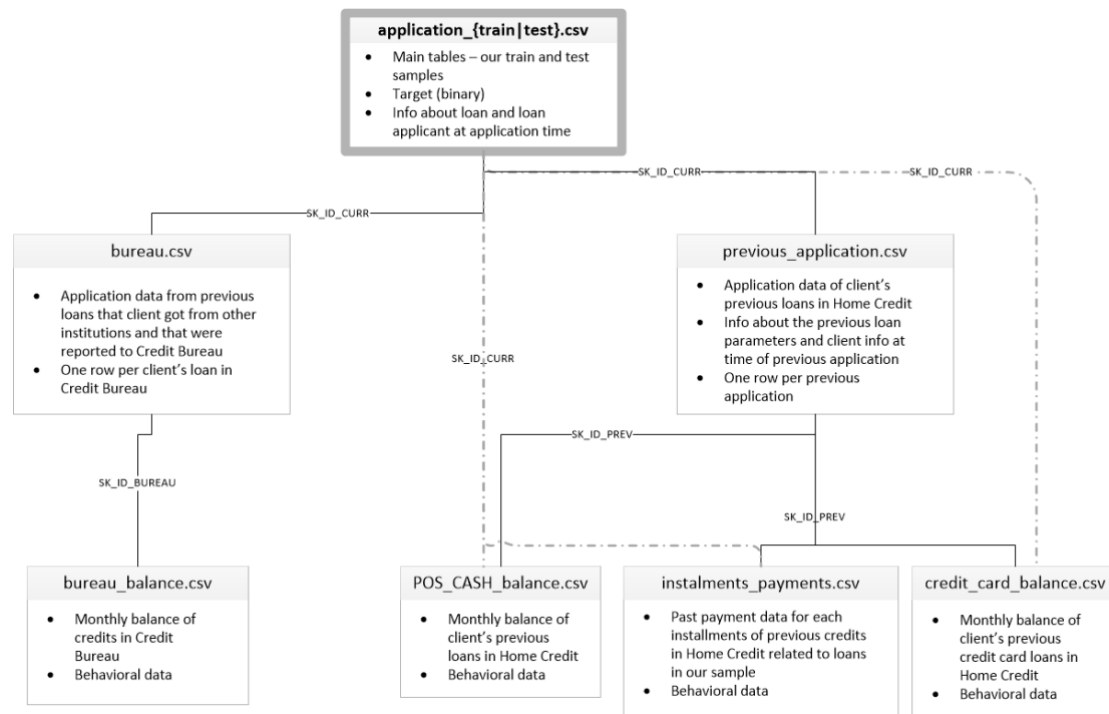 application_{train|test}.csv
• Main tables – our train and test
samples
• Target (binary)
• Info about loan and loan
applicant at application time
SK_ID_CURR
SK_ID_CURR
SK_ID_CURR
bureau.csv
• Application data from previous
loans that client got from other
institutions and that were
reported to Credit Bureau
• One row per client's loan in
Credit Bureau
SK_ID_CURR
previous_application.csv
• Application data of client's
previous loans in Home Credit
• Info about the previous loan
parameters and client info at
time of previous application
• One row per previous
application
SK_ID_PREV
SK_ID_BUREAU
SK_ID_PREV
bureau_balance.csv
• Monthly balance of
credits in Credit
Bureau
• Behavioral data
POS_CASH_balance.csv
• Monthly balance of
client's previous
loans in Home Credit
• Behavioral data
instalments_payments.csv
• Past payment data for each
installments of previous credits
in Home Credit related to loans
in our sample
• Behavioral data
credit_card_balance.csv
• Monthly balance of
client's previous
credit card loans in
Home Credit
• Behavioral data